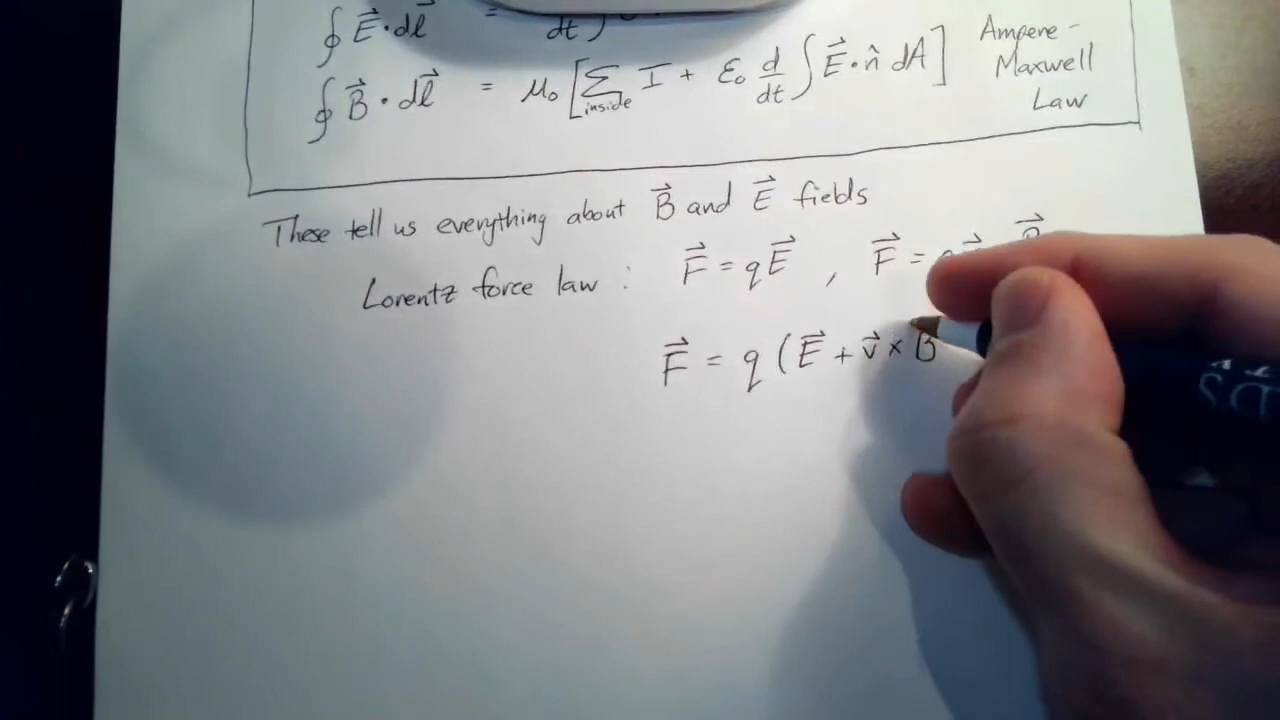 ∮ E⃗ · dl⃗ = dt
∮ B⃗ · dl⃗ = μ₀ [ ∑ inside I + ε₀ d/dt ∫ E⃗ · n̂ dA ] Ampere-
Maxwell
Law
These tell us everything about B⃗ and E⃗ fields
Lorentz force law : F⃗ = qE⃗ , F⃗ =
F⃗ = q (E⃗ + v⃗ × B